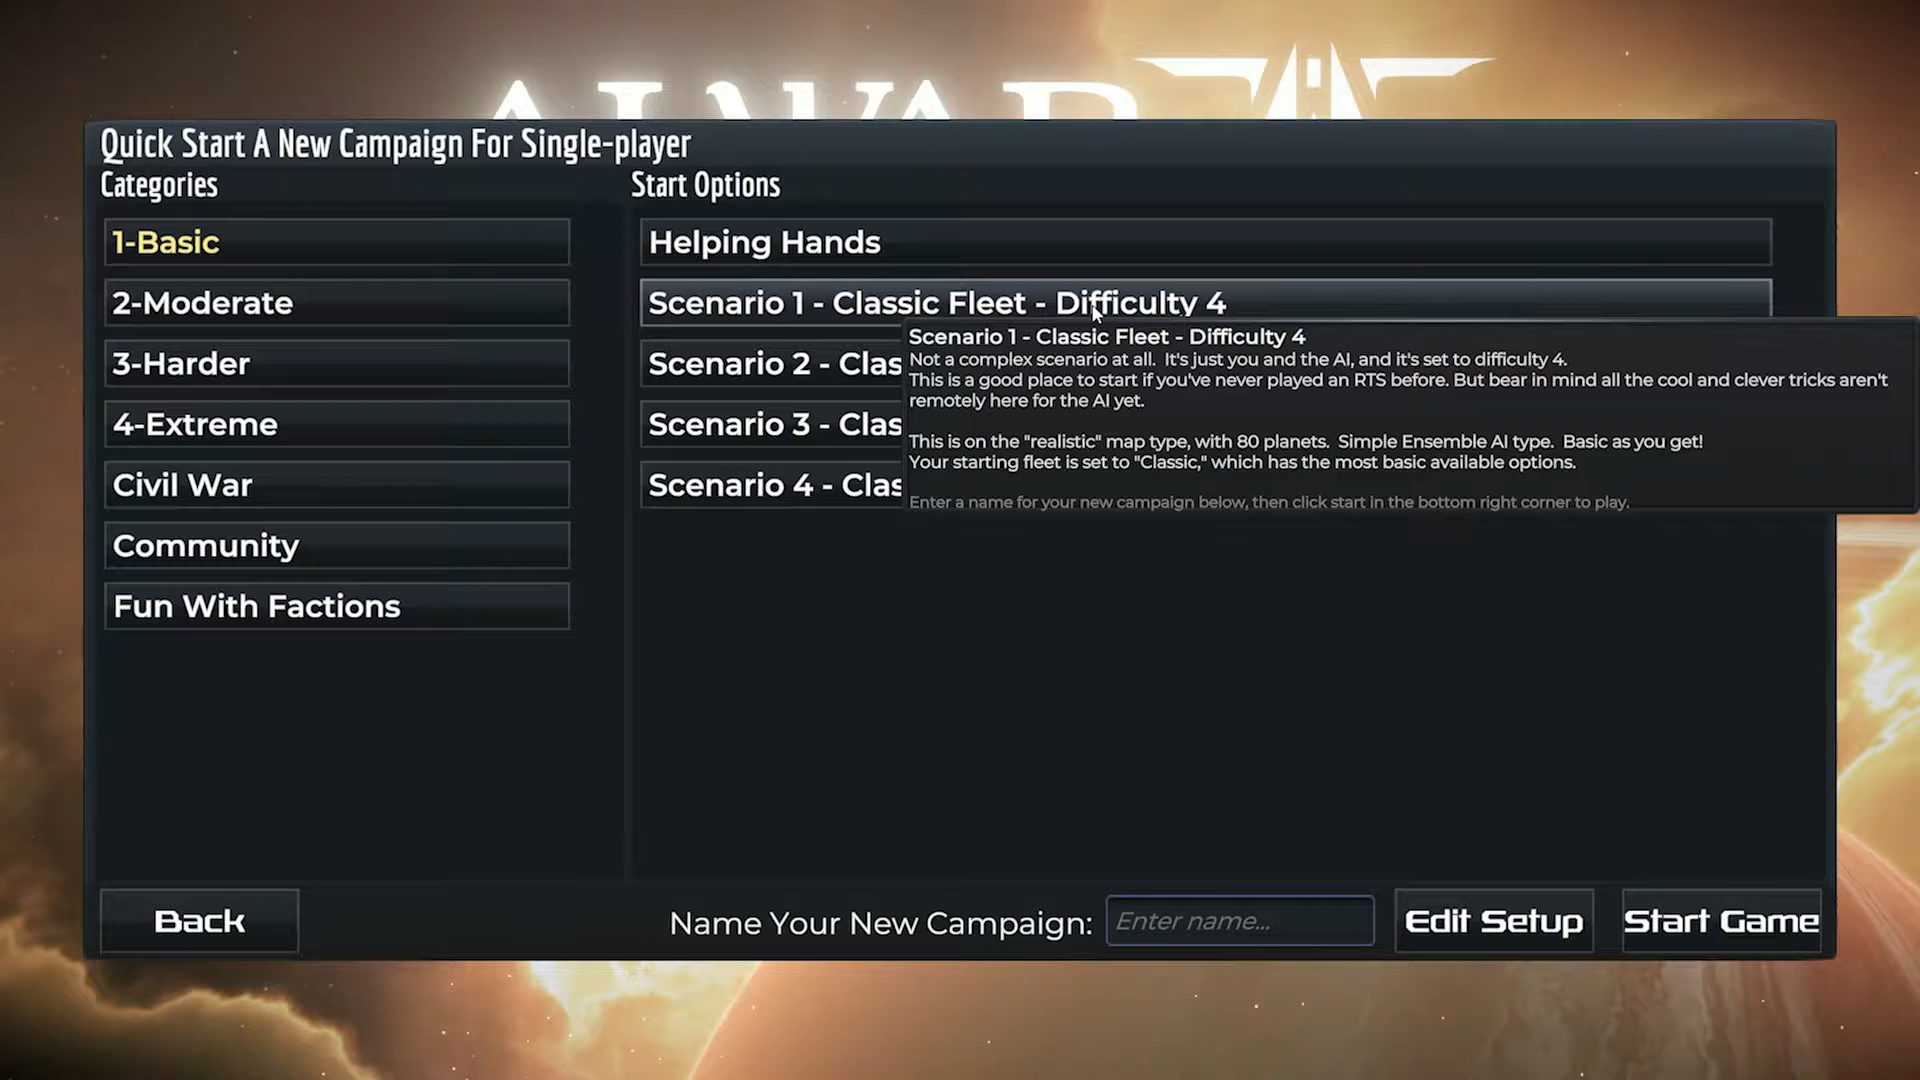 AI WAR
Quick Start A New Campaign For Single-player
Categories
Start Options
1-Basic
2-Moderate
3-Harder
4-Extreme
Civil War
Community
Fun With Factions
Helping Hands
Scenario 1 - Classic Fleet - Difficulty 4
Scenario 2 - Clas
Scenario 3 - Clas
Scenario 4 - Clas
Scenario 1 - Classic Fleet - Difficulty 4
Not a complex scenario at all. It's just you and the AI, and it's set to difficulty 4.
This is a good place to start if you've never played an RTS before. But bear in mind all the cool and clever tricks aren't
remotely here for the AI yet.
This is on the "realistic" map type, with 80 planets. Simple Ensemble AI type. Basic as you get!
Your starting fleet is set to "Classic," which has the most basic available options.
Enter a name for your new campaign below, then click start in the bottom right corner to play.
Back
Name Your New Campaign:
Enter name...
Edit Setup
Start Game